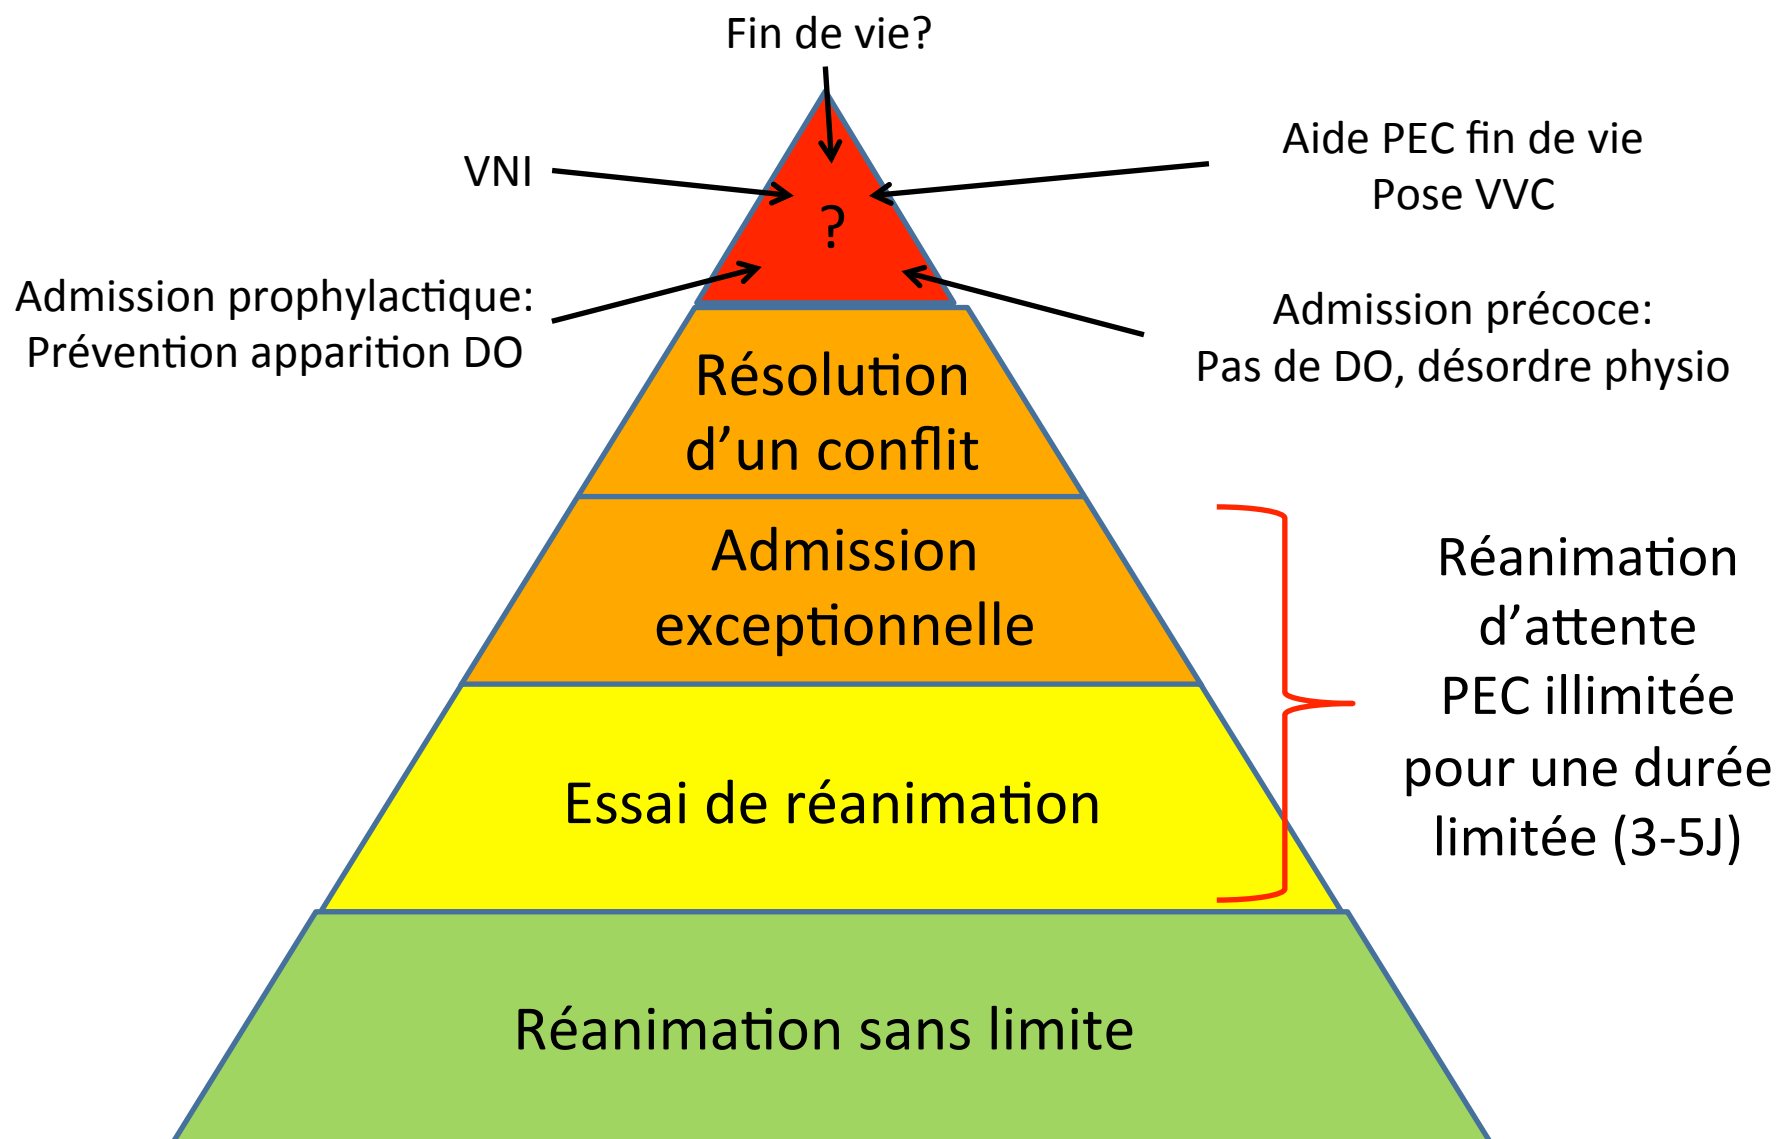 Fin de vie?
VNI
Aide PEC fin de vie
Pose VVC
?
Admission prophylactique:
Prévention apparition DO
Admission précoce:
Pas de DO, désordre physio
Résolution
d’un conflit
Admission
exceptionnelle
Réanimation
d’attente
PEC illimitée
pour une durée
limitée (3-5J)
Essai de réanimation
Réanimation sans limite